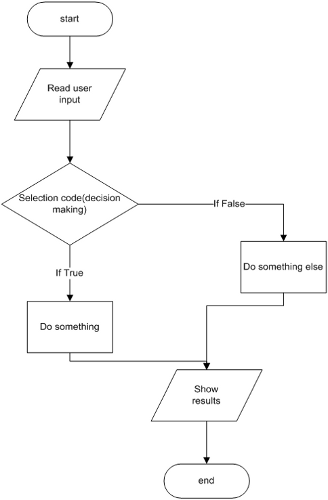 start
Read user
input
Selection code(decision
making)
If False
If True
Do something else
Do something
Show
results
end